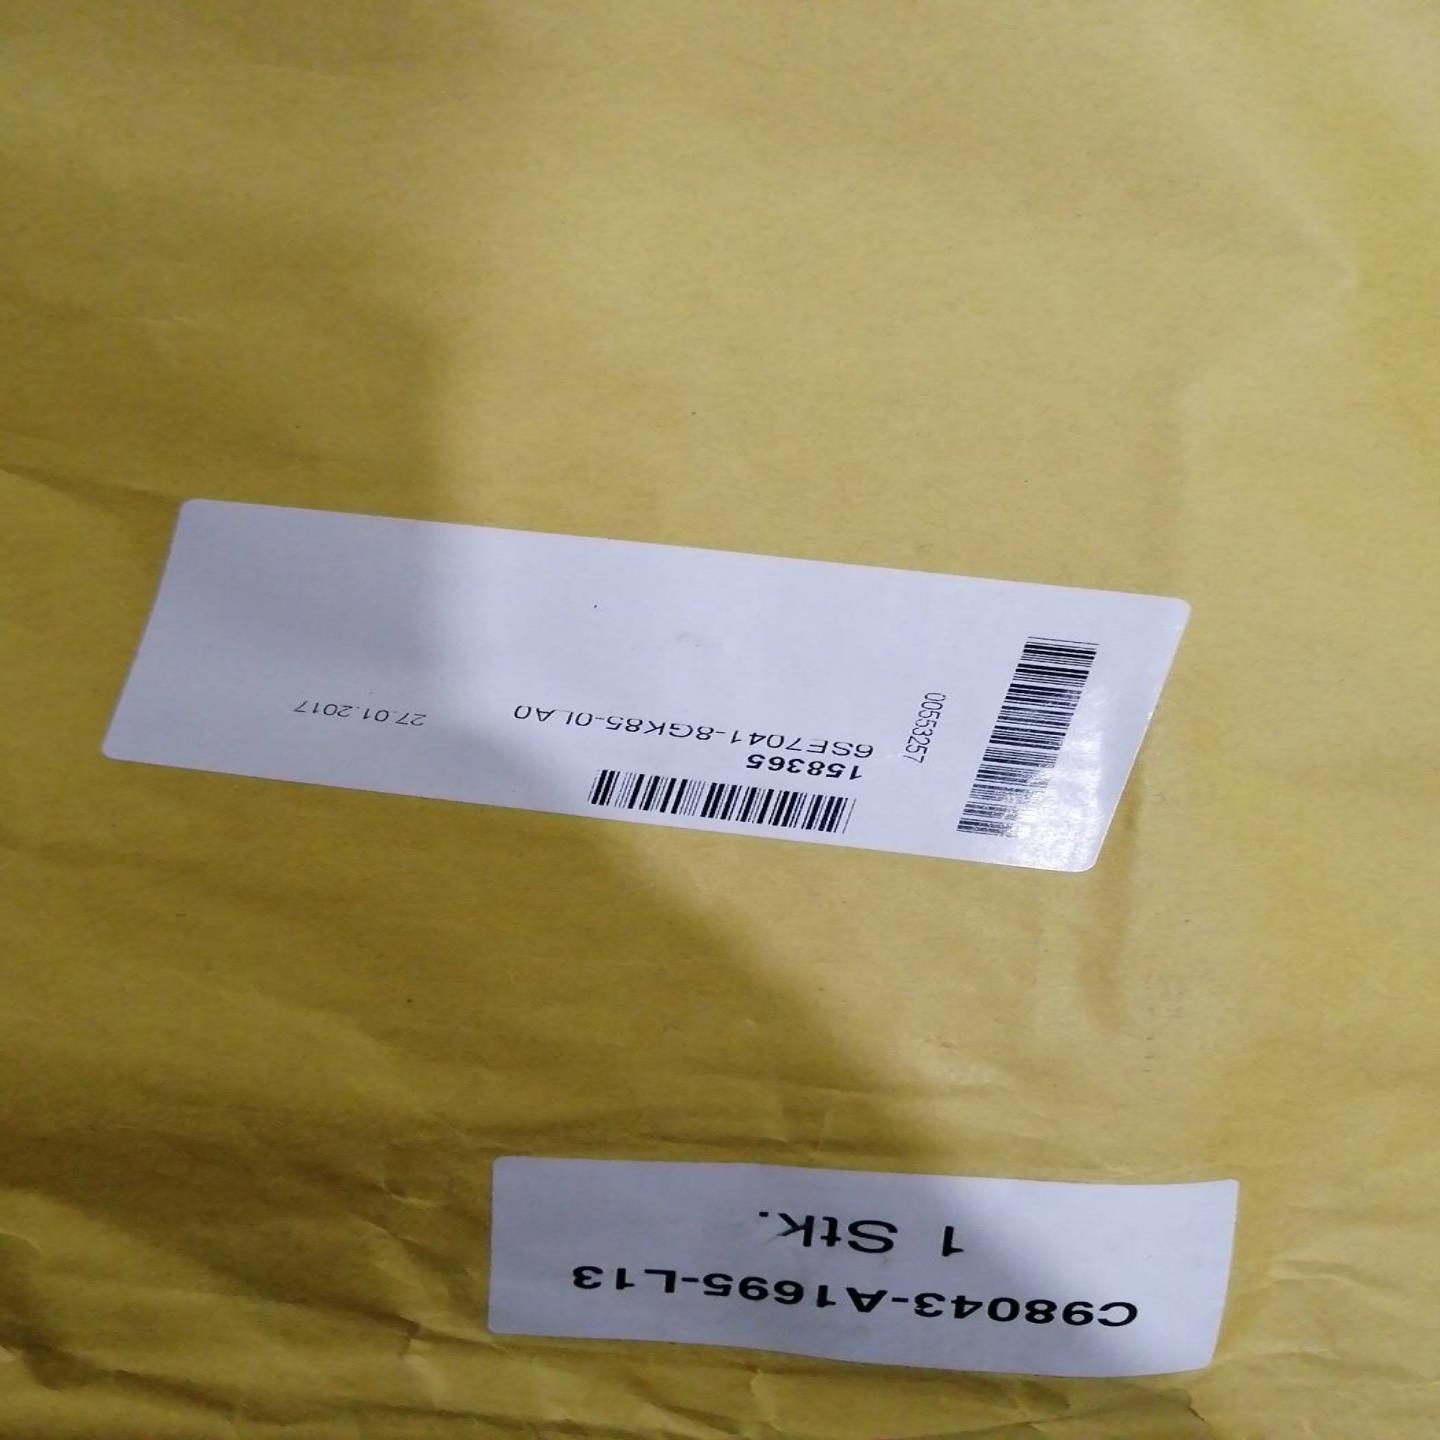 C98043-A1695-L13
1 Stk.
158365
6SE7041-8GK85-0LA0
27.01.2017
00553257